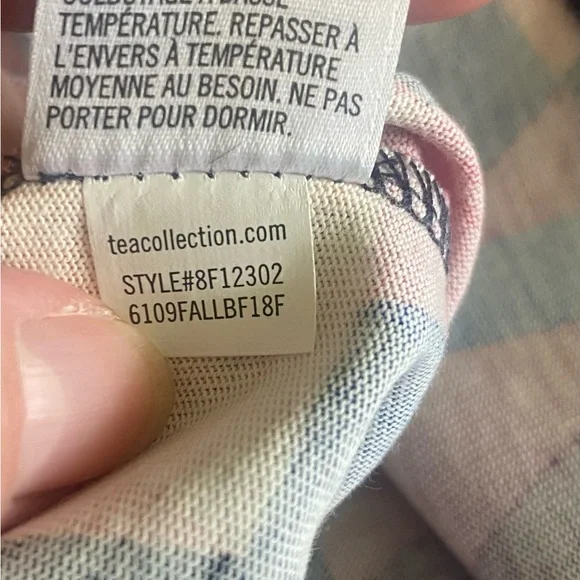 TEMPÉRATURE. REPASSER À
L'ENVERS À TEMPÉRATURE
MOYENNE AU BESOIN. NE PAS
PORTER POUR DORMIR.
teacollection.com
STYLE#8F12302
6109FALLBF18F